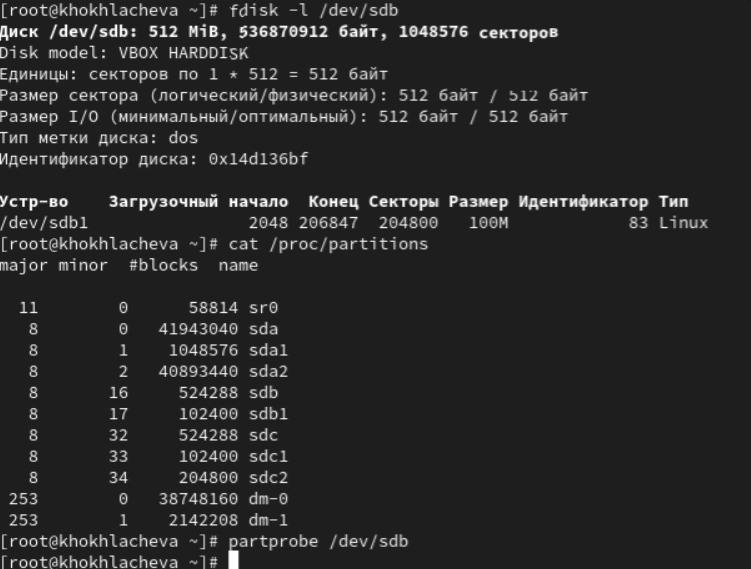 [root@khokhlacheva ~]# fdisk -l /dev/sdb
Диск /dev/sdb: 512 MiB, 536870912 байт, 1048576 секторов
Disk model: VBOX HARDDISK
Единицы: секторов по 1 * 512 = 512 байт
Размер сектора (логический/физический): 512 байт / 512 байт
Размер I/O (минимальный/оптимальный): 512 байт / 512 байт
Тип метки диска: dos
Идентификатор диска: 0x14d136bf
Устр-во    Загрузочный начало  Конец Секторы Размер Идентификатор Тип
/dev/sdb1                2048 206847  204800   100M            83 Linux
[root@khokhlacheva ~]# cat /proc/partitions
major minor  #blocks  name
  11        0      58814 sr0
   8        0   41943040 sda
   8        1    1048576 sda1
   8        2   40893440 sda2
   8       16     524288 sdb
   8       17     102400 sdb1
   8       32     524288 sdc
   8       33     102400 sdc1
   8       34     204800 sdc2
 253        0   38748160 dm-0
 253        1    2142208 dm-1
[root@khokhlacheva ~]# partprobe /dev/sdb
[root@khokhlacheva ~]#